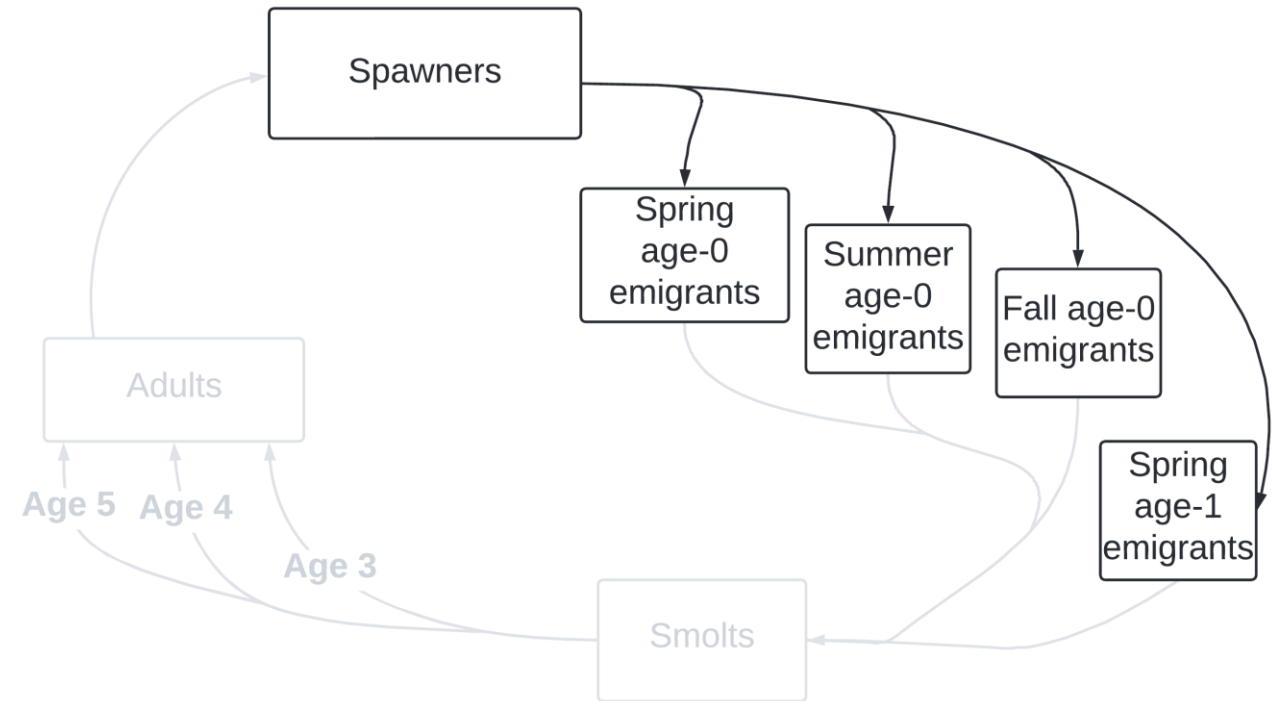 Spawners
Spring
age-0
emigrants
Summer
age-0
emigrants
Fall age-0
emigrants
Adults
Spring
age-1
emigrants
Age 5
Age 4
Age 3
Smolts